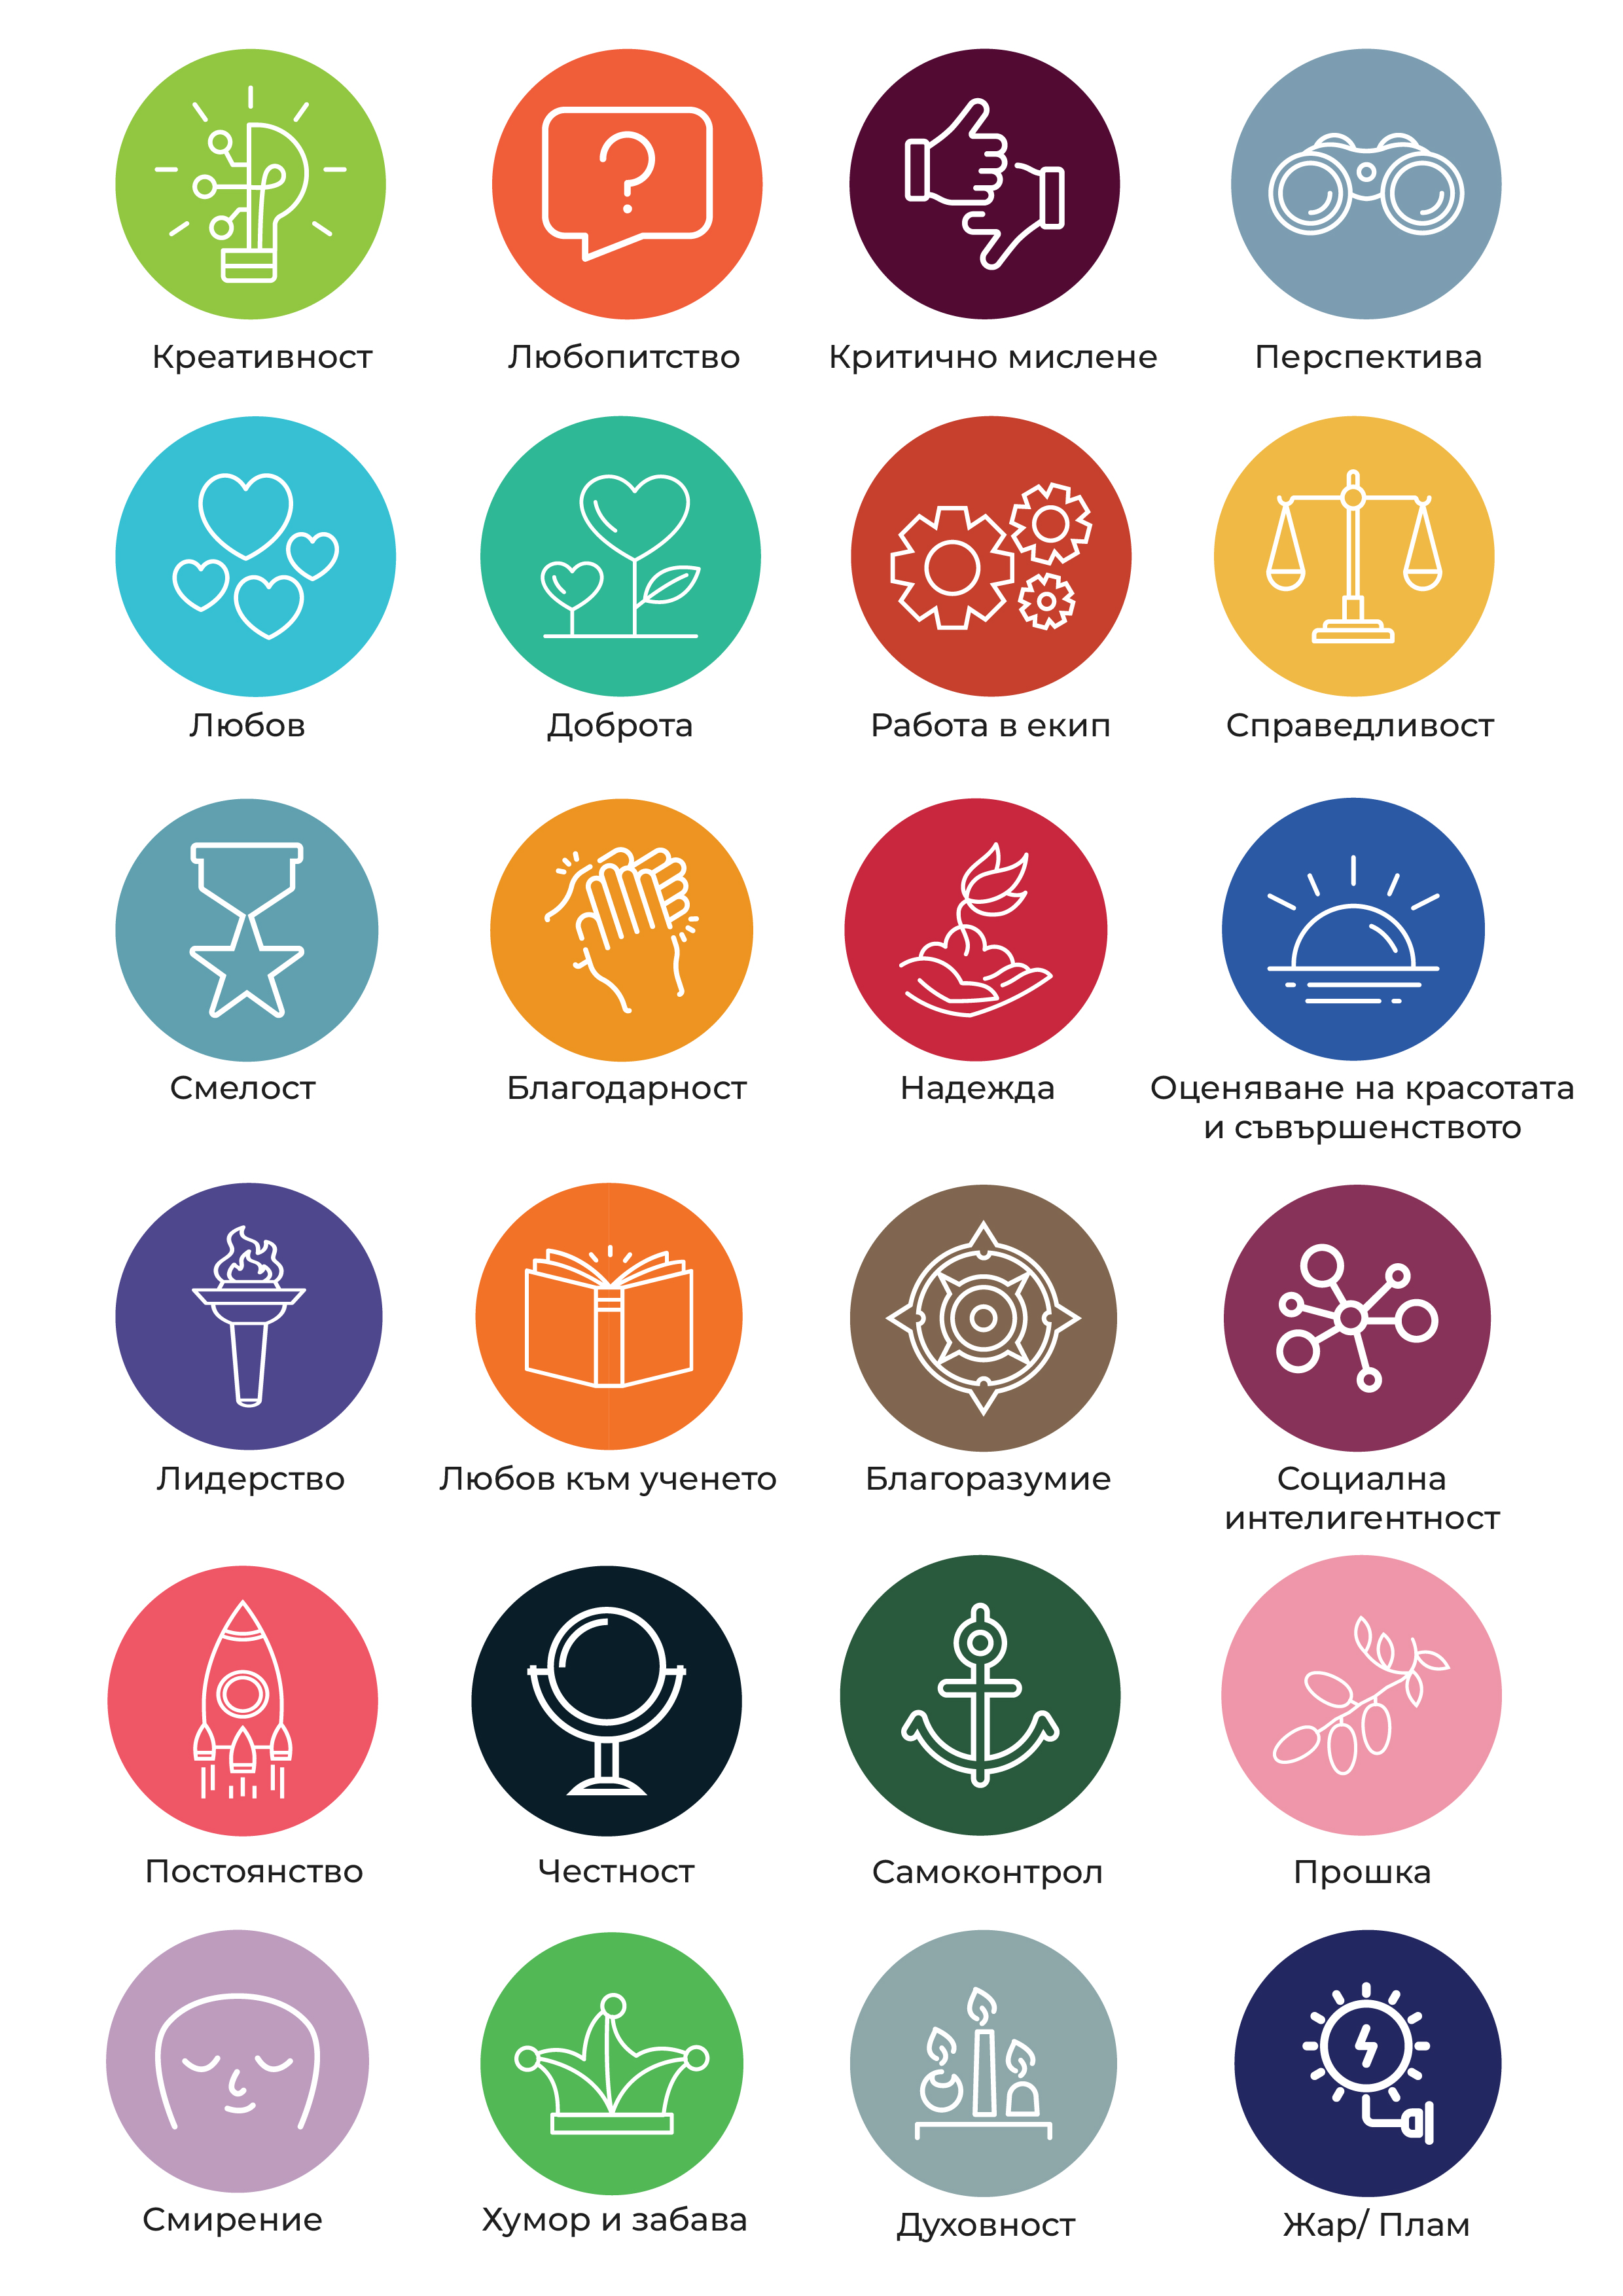 Креативност
Любопитство
Критично мислене
Перспектива
Любов
Доброта
Работа в екип
Справедливост
Смелост
Благодарност
Надежда
Оценяване на красотата
и съвършенството
Лидерство
Любов към ученето
Благоразумие
Социална
интелигентност
Постоянство
Честност
Самоконтрол
Прошка
Смирение
Хумор и забава
Духовност
Жар/ Плам